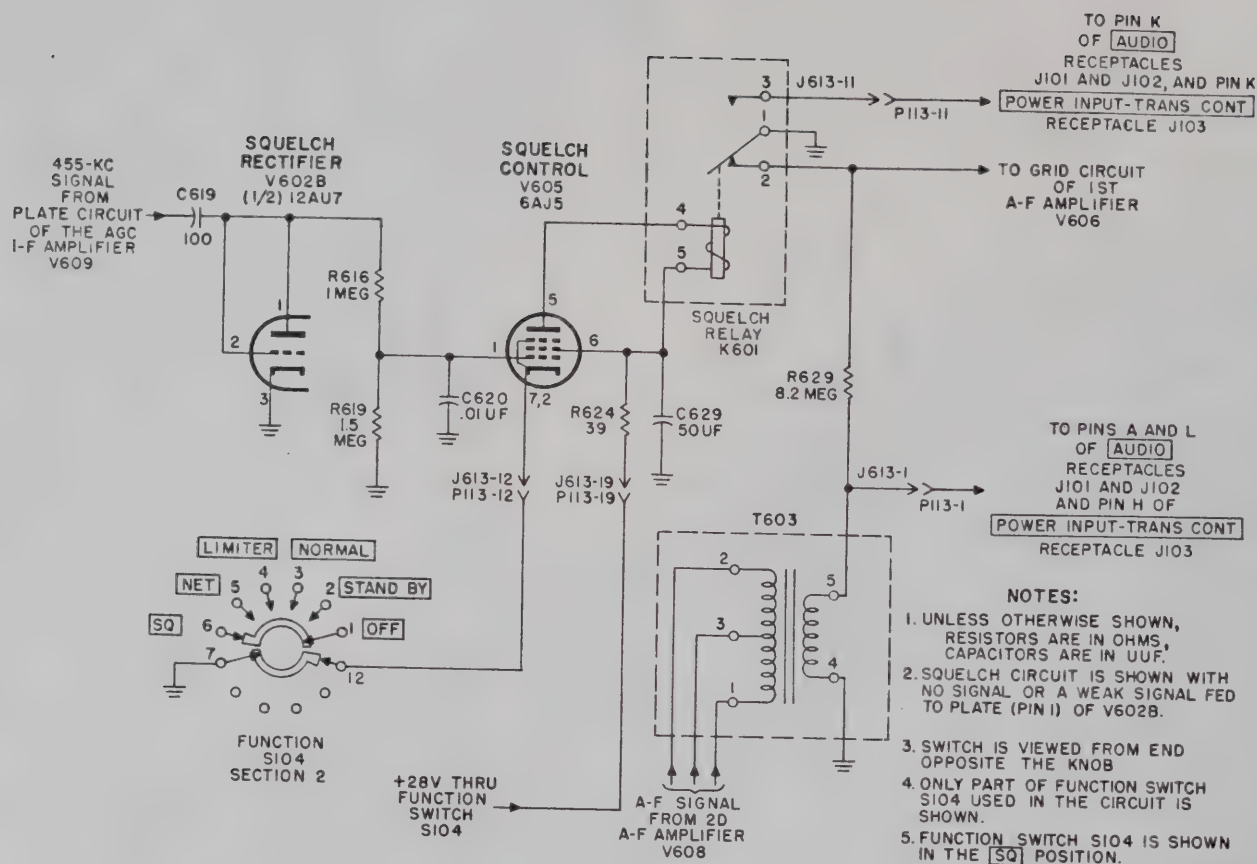 TO PIN K
OF AUDIO
RECEPTACLES
J101 AND J102, AND PIN K
POWER INPUT-TRANS CONT
RECEPTACLE J103
J613-11
P113-11
3
1
2
4
5
SQUELCH
RELAY
K601
TO GRID CIRCUIT
OF 1ST
A-F AMPLIFIER
V606
455-KC
SIGNAL
FROM
PLATE CIRCUIT
OF THE AGC
I-F AMPLIFIER
V609
C619
100
SQUELCH
RECTIFIER
V602B
(1/2) 12AU7
1
2
3
R616
1 MEG
R619
1.5
MEG
C620
.01UF
SQUELCH
CONTROL
V605
6AJ5
5
1
6
7,2
R624
39
C629
50UF
R629
8.2 MEG
J613-12
P113-12
J613-19
P113-19
TO PINS A AND L
OF AUDIO
RECEPTACLES
J101 AND J102
AND PIN H OF
POWER INPUT-TRANS CONT
RECEPTACLE J103
J613-1
P113-1
T603
2
3
1
5
4
LIMITER
NORMAL
NET
STAND BY
SQ
OFF
4
3
5
2
6
1
7
12
FUNCTION
S104
SECTION 2
+28V THRU
FUNCTION
SWITCH
S104
A-F SIGNAL
FROM 2D
A-F AMPLIFIER
V608
NOTES:
1. UNLESS OTHERWISE SHOWN,
RESISTORS ARE IN OHMS,
CAPACITORS ARE IN UUF.
2. SQUELCH CIRCUIT IS SHOWN WITH
NO SIGNAL OR A WEAK SIGNAL FED
TO PLATE (PIN 1) OF V602B.
3. SWITCH IS VIEWED FROM END
OPPOSITE THE KNOB
4. ONLY PART OF FUNCTION SWITCH
S104 USED IN THE CIRCUIT IS
SHOWN.
5. FUNCTION SWITCH S104 IS SHOWN
IN THE SQ POSITION.